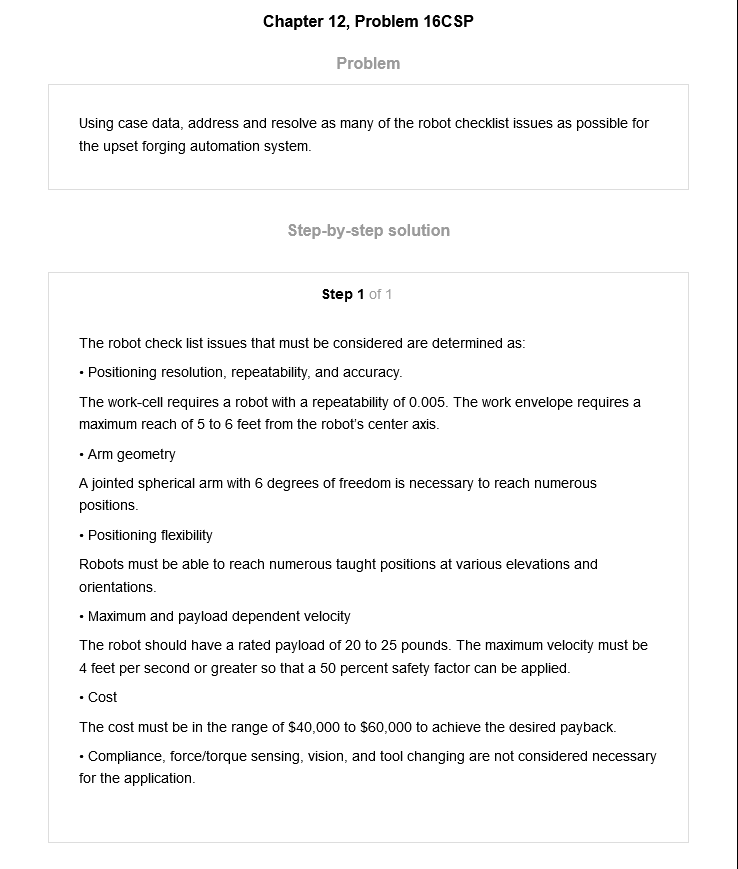 Chapter 12, Problem 16CSP
Problem
Using case data, address and resolve as many of the robot checklist issues as possible for
the upset forging automation system.
Step-by-step solution
Step 1 of 1
The robot check list issues that must be considered are determined as:
• Positioning resolution, repeatability, and accuracy.
The work-cell requires a robot with a repeatability of 0.005. The work envelope requires a
maximum reach of 5 to 6 feet from the robot's center axis.
• Arm geometry
A jointed spherical arm with 6 degrees of freedom is necessary to reach numerous
positions.
• Positioning flexibility
Robots must be able to reach numerous taught positions at various elevations and
orientations.
• Maximum and payload dependent velocity
The robot should have a rated payload of 20 to 25 pounds. The maximum velocity must be
4 feet per second or greater so that a 50 percent safety factor can be applied.
• Cost
The cost must be in the range of $40,000 to $60,000 to achieve the desired payback.
• Compliance, force/torque sensing, vision, and tool changing are not considered necessary
for the application.